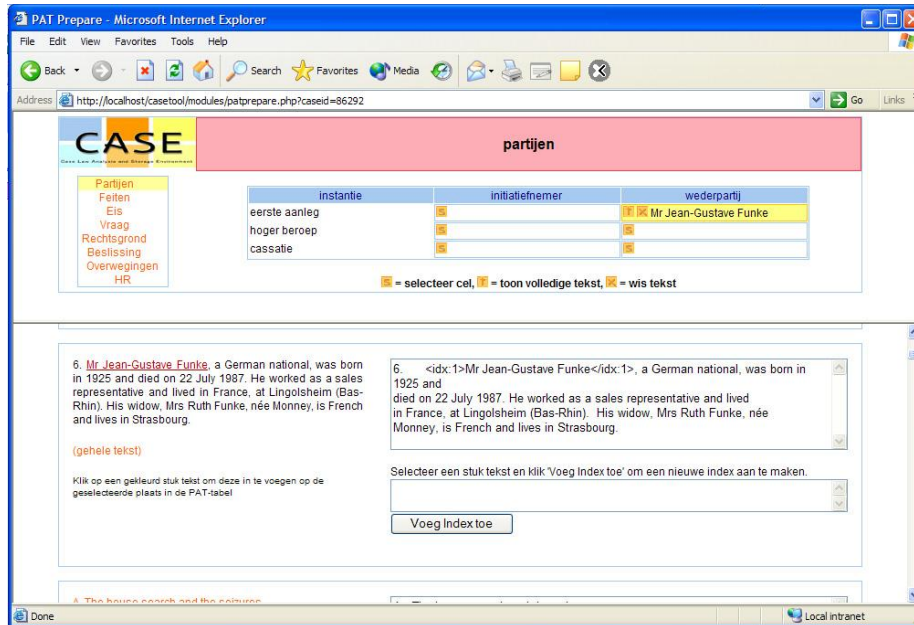 PAT Prepare - Microsoft Internet Explorer
File Edit View Favorites Tools Help
Back Search Favorites Media
Address http://localhost/casetool/modules/patprepare.php?caseid=86292 Go Links
CASE
Case Law Analysis and Storage Environment
partijen
Partijen
Feiten
Eis
Vraag
Rechtsgrond
Beslissing
Overwegingen
HR
instantie initiatiefnemer wederpartij
eerste aanleg S T X Mr Jean-Gustave Funke
hoger beroep S S
cassatie S S
S = selecteer cel, T = toon volledige tekst, X = wis tekst
6. Mr Jean-Gustave Funke, a German national, was born
in 1925 and died on 22 July 1987. He worked as a sales
representative and lived in France, at Lingolsheim (Bas-
Rhin). His widow, Mrs Ruth Funke, née Monney, is French
and lives in Strasbourg.
(gehele tekst)
Klik op een gekleurd stuk tekst om deze in te voegen op de
geselecteerde plaats in de PAT-tabel
6. <idx:1>Mr Jean-Gustave Funke</idx:1>, a German national, was born in
1925 and
died on 22 July 1987. He worked as a sales representative and lived
in France, at Lingolsheim (Bas-Rhin). His widow, Mrs Ruth Funke, née
Monney, is French and lives in Strasbourg.
Selecteer een stuk tekst en klik 'Voeg Index toe' om een nieuwe index aan te maken.
Voeg Index toe
A. The house search and the seizures
Done Local intranet